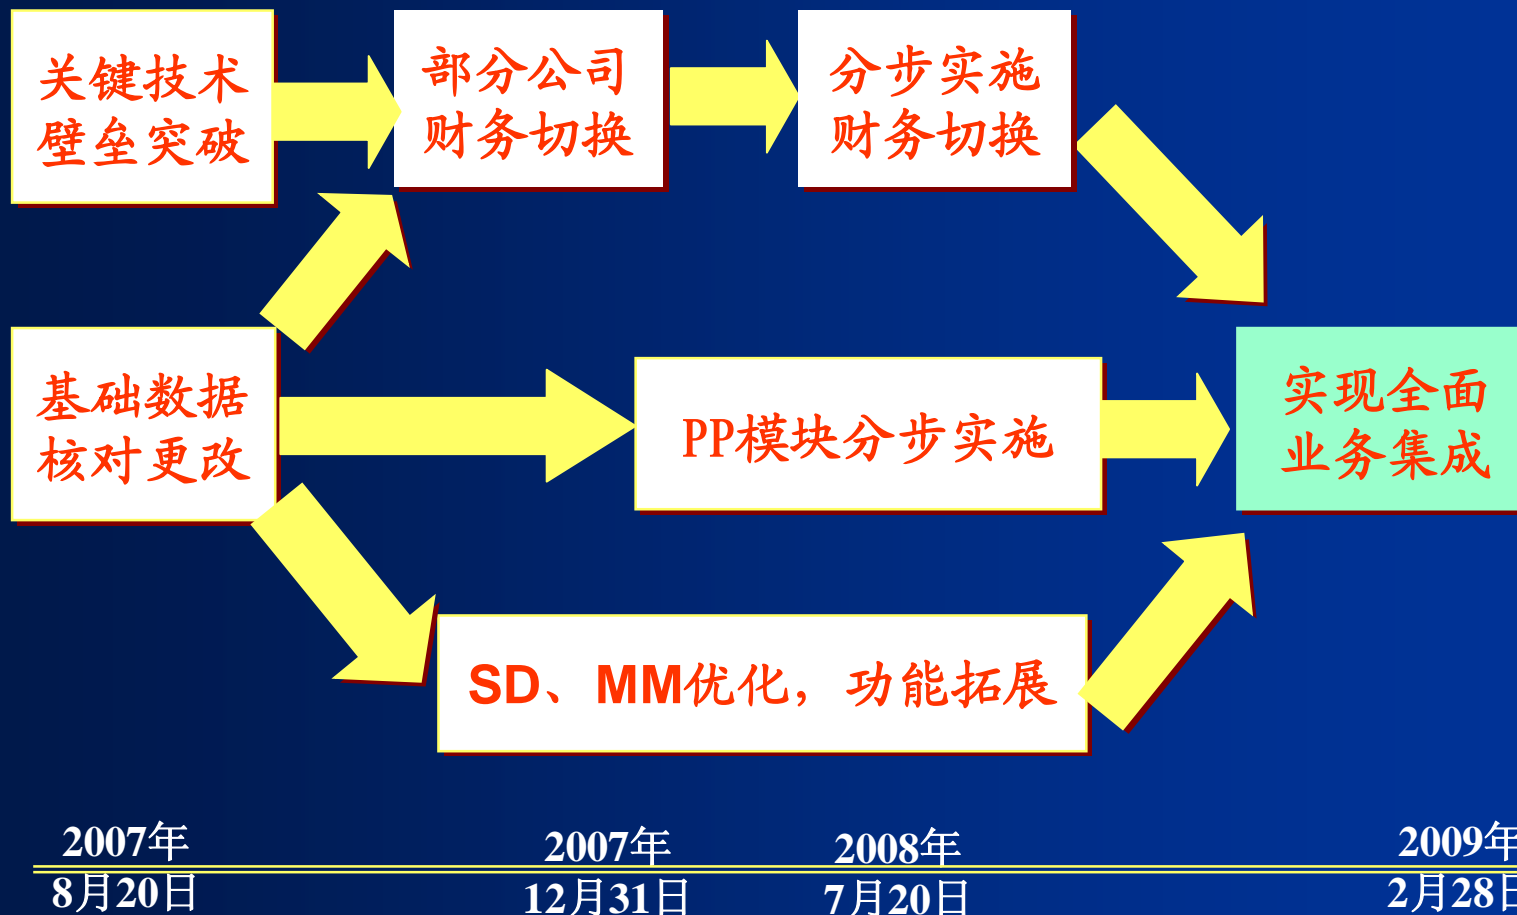 关键技术
壁垒突破
部分公司
财务切换
分步实施
财务切换
基础数据
核对更改
PP模块分步实施
实现全面
业务集成
SD、MM优化，功能拓展
2007年
8月20日
2007年
12月31日
2008年
7月20日
2009年
2月28日